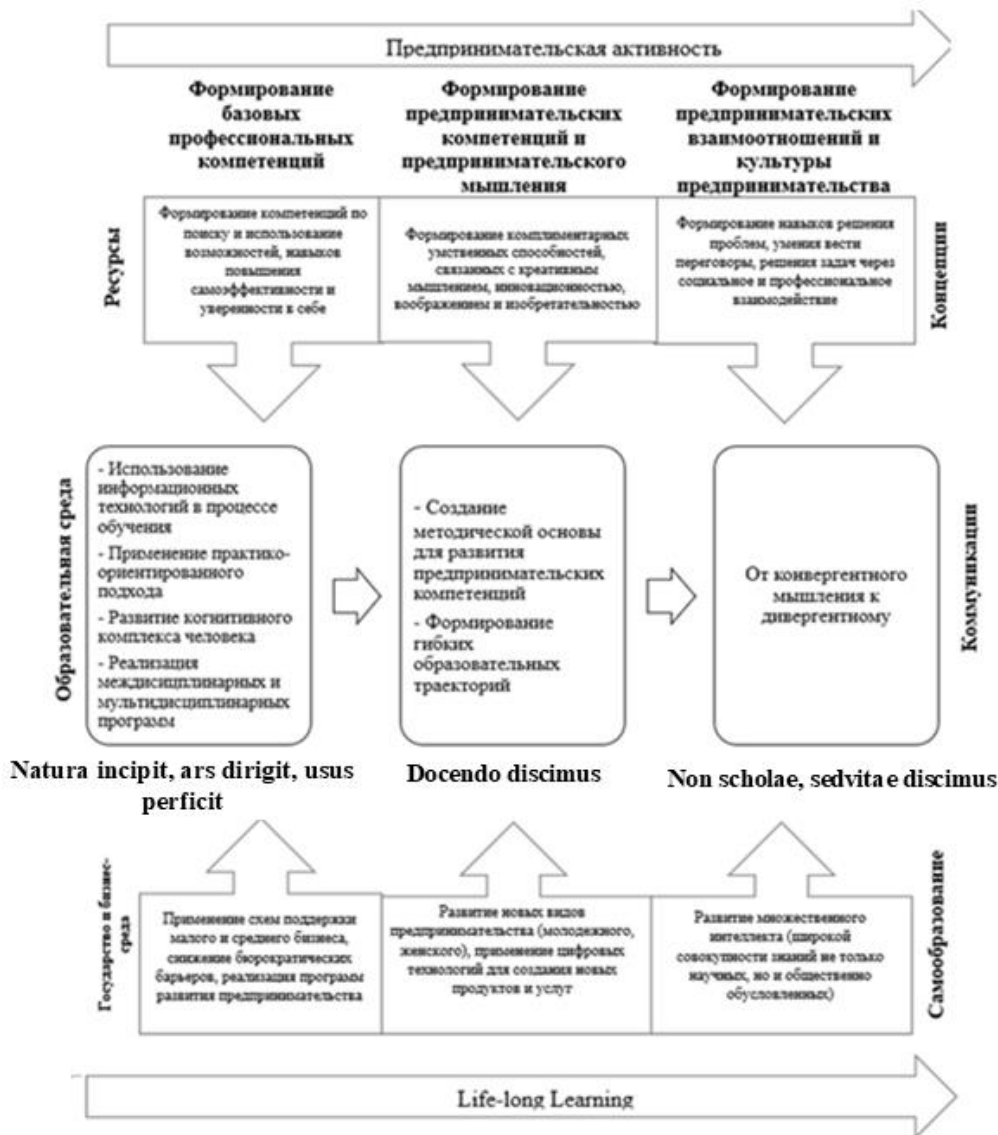 Предпринимательская активность
Формирование
базовых
профессиональных
компетенций
Формирование
предпринимательских
компетенций и
предпринимательского
мышления
Формирование
предпринимательских
взаимоотношений и
культуры
предпринимательства
Ресурсы
Формирование компетенций по
поиску и использование
возможностей, навыков
повышения
самоэффективности и
уверенности в себе
Формирование комплиментарных
умственных способностей,
связанных с креативным
мышлением, инновационностью,
воображением и изобретательностью
Формирование навыков решения
проблем, умения вести
переговоры, решения задач через
социальное и профессиональное
взаимодействие
Концепции
Образовательная среда
- Использование
информационных
технологий в процессе
обучения
- Применение практико-
ориентированного
подхода
- Развитие когнитивного
комплекса человека
- Реализация
междисциплинарных и
мультидисциплинарных
программ
- Создание
методической основы
для развития
предпринимательских
компетенций
- Формирование
гибких
образовательных
траекторий
От конвергентного
мышления к
дивергентному
Коммуникации
Natura incipit, ars dirigit, usus
perficit
Docendo discimus
Non scholae, sedvitae discimus
Государство и бизнес-
среда
Применение схем поддержки
малого и среднего бизнеса,
снижение бюрократических
барьеров, реализация программ
развития предпринимательства
Развитие новых видов
предпринимательства (молодежного,
женского), применение цифровых
технологий для создания новых
продуктов и услуг
Развитие множественного
интеллекта (широкой
совокупности знаний не только
научных, но и общественно
обусловленных)
Самообразование
Life-long Learning